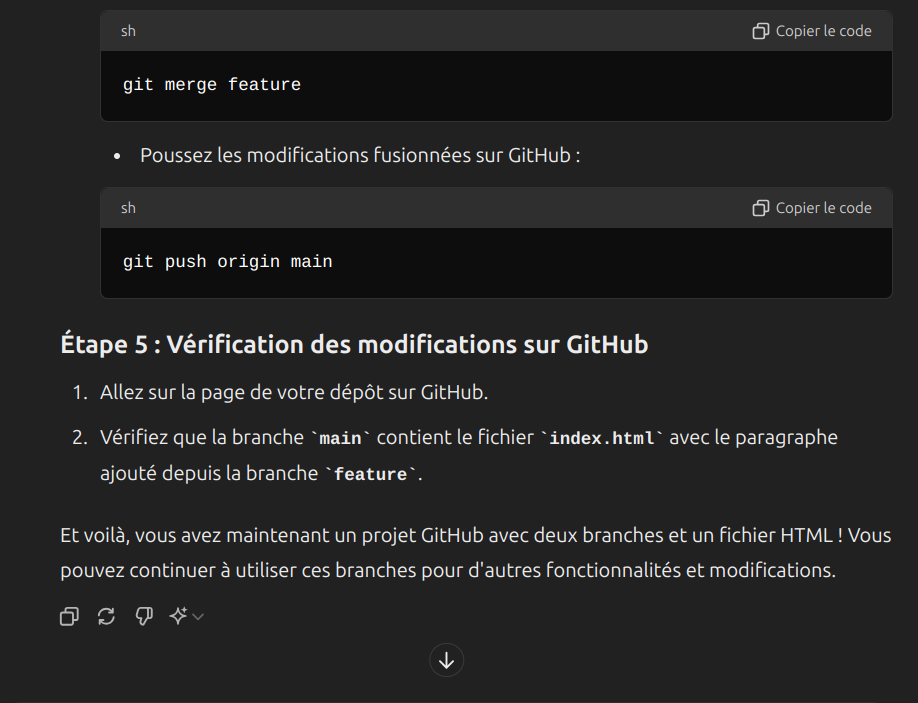 sh
Copier le code
git merge feature
• Poussez les modifications fusionnées sur GitHub :
sh
Copier le code
git push origin main
Étape 5 : Vérification des modifications sur GitHub
1. Allez sur la page de votre dépôt sur GitHub.
2. Vérifiez que la branche `main` contient le fichier `index.html` avec le paragraphe
ajouté depuis la branche `feature`.
Et voilà, vous avez maintenant un projet GitHub avec deux branches et un fichier HTML ! Vous
pouvez continuer à utiliser ces branches pour d'autres fonctionnalités et modifications.